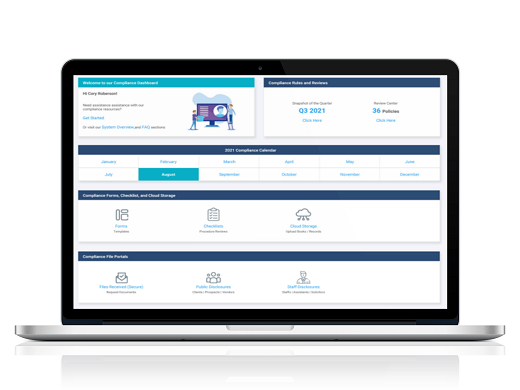 Welcome to our Compliance Dashboard
Hi Cory Roberson!
Need assistance assistance with our
compliance resources?
Get Started
Or visit our System Overview and FAQ sections
Compliance Rules and Reviews
Snapshot of the Quarter
Q3 2021
Click Here
Review Center
36 Policies
Click Here
2021 Compliance Calendar
January February March April May June
July August September October November December
Compliance Forms, Checklist, and Cloud Storage
Forms
Templates
Checklists
Procedure Reviews
Cloud Storage
Upload Books / Records
Compliance File Portals
Files Received (Secure)
Request Documents
Public Disclosures
Clients / Prospects / Vendors
Staff Disclosures